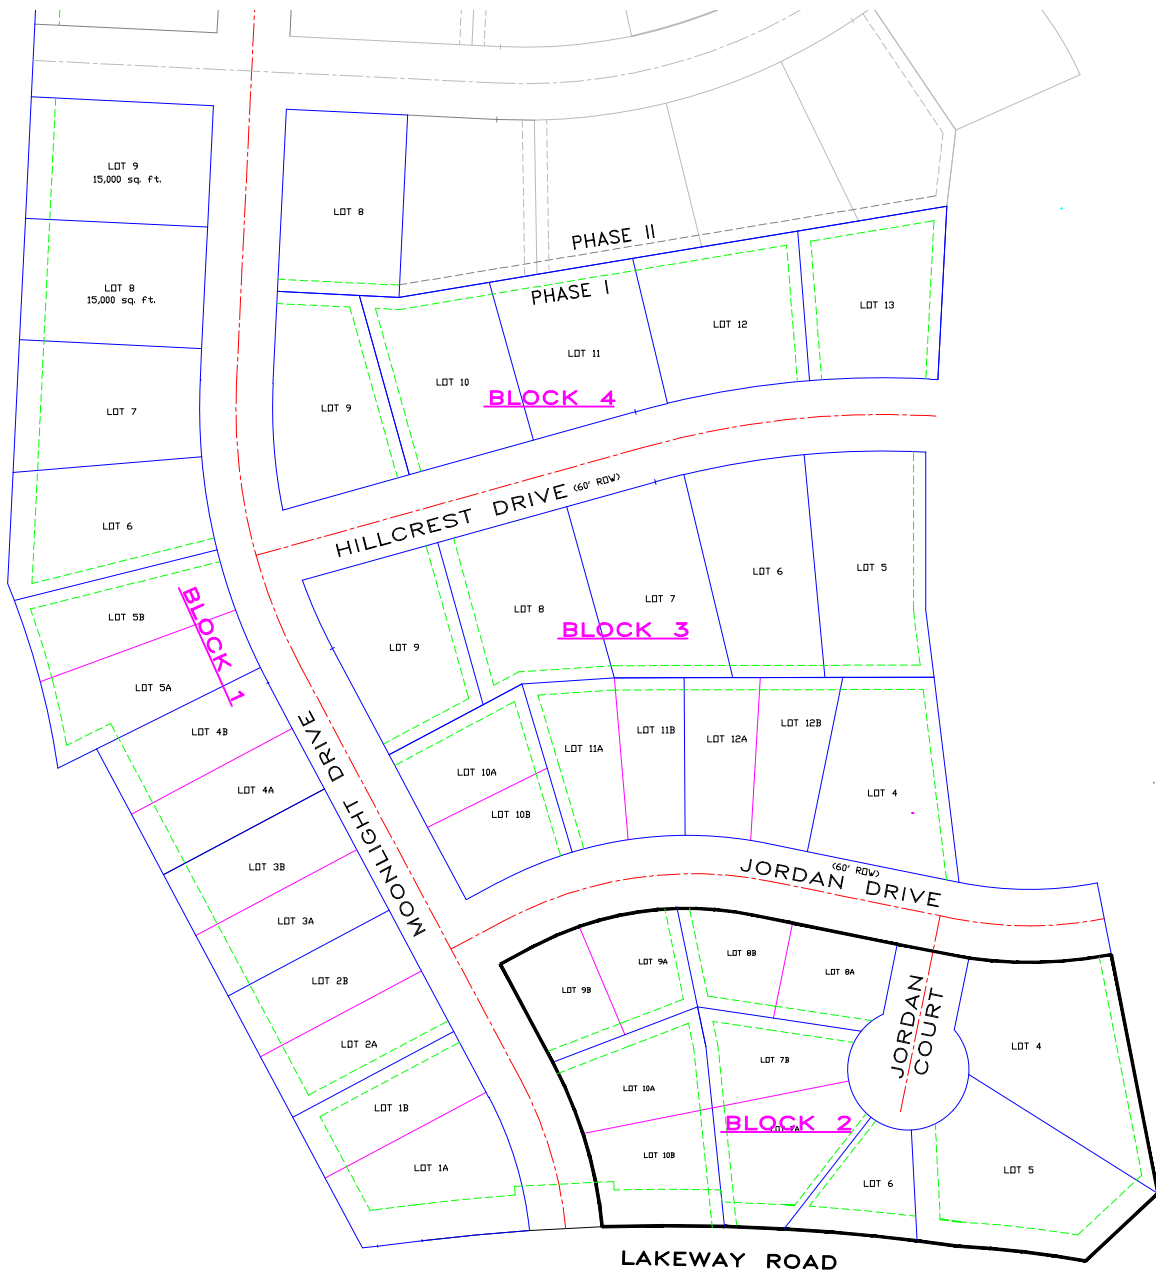 LOT 9
15,000 sq. ft.
LOT 8
LOT 8
15,000 sq. ft.
PHASE II
PHASE I
LOT 13
LOT 12
LOT 11
LOT 10
LOT 9
BLOCK 4
LOT 7
LOT 6
HILLCREST DRIVE (60' ROW)
LOT 5B
LOT 5A
BLOCK 1
LOT 4B
LOT 4A
LOT 9
LOT 8
LOT 7
LOT 6
LOT 5
BLOCK 3
MOONLIGHT DRIVE
LOT 10A
LOT 10B
LOT 11A
LOT 11B
LOT 12A
LOT 12B
LOT 4
LOT 3B
LOT 3A
LOT 2B
LOT 2A
LOT 1B
LOT 1A
(60' ROW)
JORDAN DRIVE
LOT 9A
LOT 9B
LOT 8B
LOT 8A
JORDAN
COURT
LOT 4
LOT 10A
LOT 7B
BLOCK 2
LOT 7A
LOT 10B
LOT 6
LOT 5
LAKEWAY ROAD